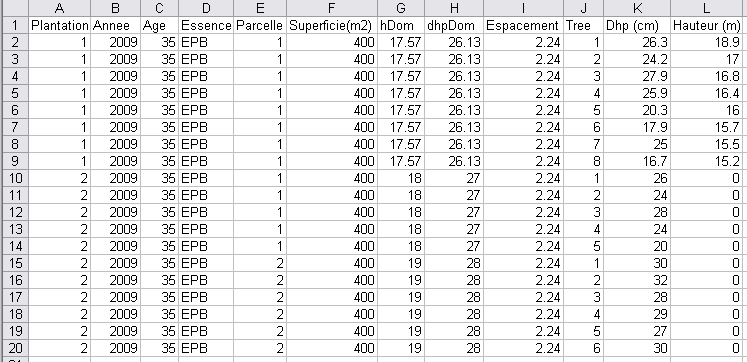 A B C D E F G H I J K L
1 Plantation Annee Age Essence Parcelle Superficie(m2) hDom dhpDom Espacement Tree Dhp (cm) Hauteur (m)
2 1 2009 35 EPB 1 400 17.57 26.13 2.24 1 26.3 18.9
3 1 2009 35 EPB 1 400 17.57 26.13 2.24 2 24.2 17
4 1 2009 35 EPB 1 400 17.57 26.13 2.24 3 27.9 16.8
5 1 2009 35 EPB 1 400 17.57 26.13 2.24 4 25.9 16.4
6 1 2009 35 EPB 1 400 17.57 26.13 2.24 5 20.3 16
7 1 2009 35 EPB 1 400 17.57 26.13 2.24 6 17.9 15.7
8 1 2009 35 EPB 1 400 17.57 26.13 2.24 7 25 15.5
9 1 2009 35 EPB 1 400 17.57 26.13 2.24 8 16.7 15.2
10 2 2009 35 EPB 1 400 18 27 2.24 1 26 0
11 2 2009 35 EPB 1 400 18 27 2.24 2 24 0
12 2 2009 35 EPB 1 400 18 27 2.24 3 28 0
13 2 2009 35 EPB 1 400 18 27 2.24 4 24 0
14 2 2009 35 EPB 1 400 18 27 2.24 5 20 0
15 2 2009 35 EPB 2 400 19 28 2.24 1 30 0
16 2 2009 35 EPB 2 400 19 28 2.24 2 32 0
17 2 2009 35 EPB 2 400 19 28 2.24 3 28 0
18 2 2009 35 EPB 2 400 19 28 2.24 4 29 0
19 2 2009 35 EPB 2 400 19 28 2.24 5 27 0
20 2 2009 35 EPB 2 400 19 28 2.24 6 30 0